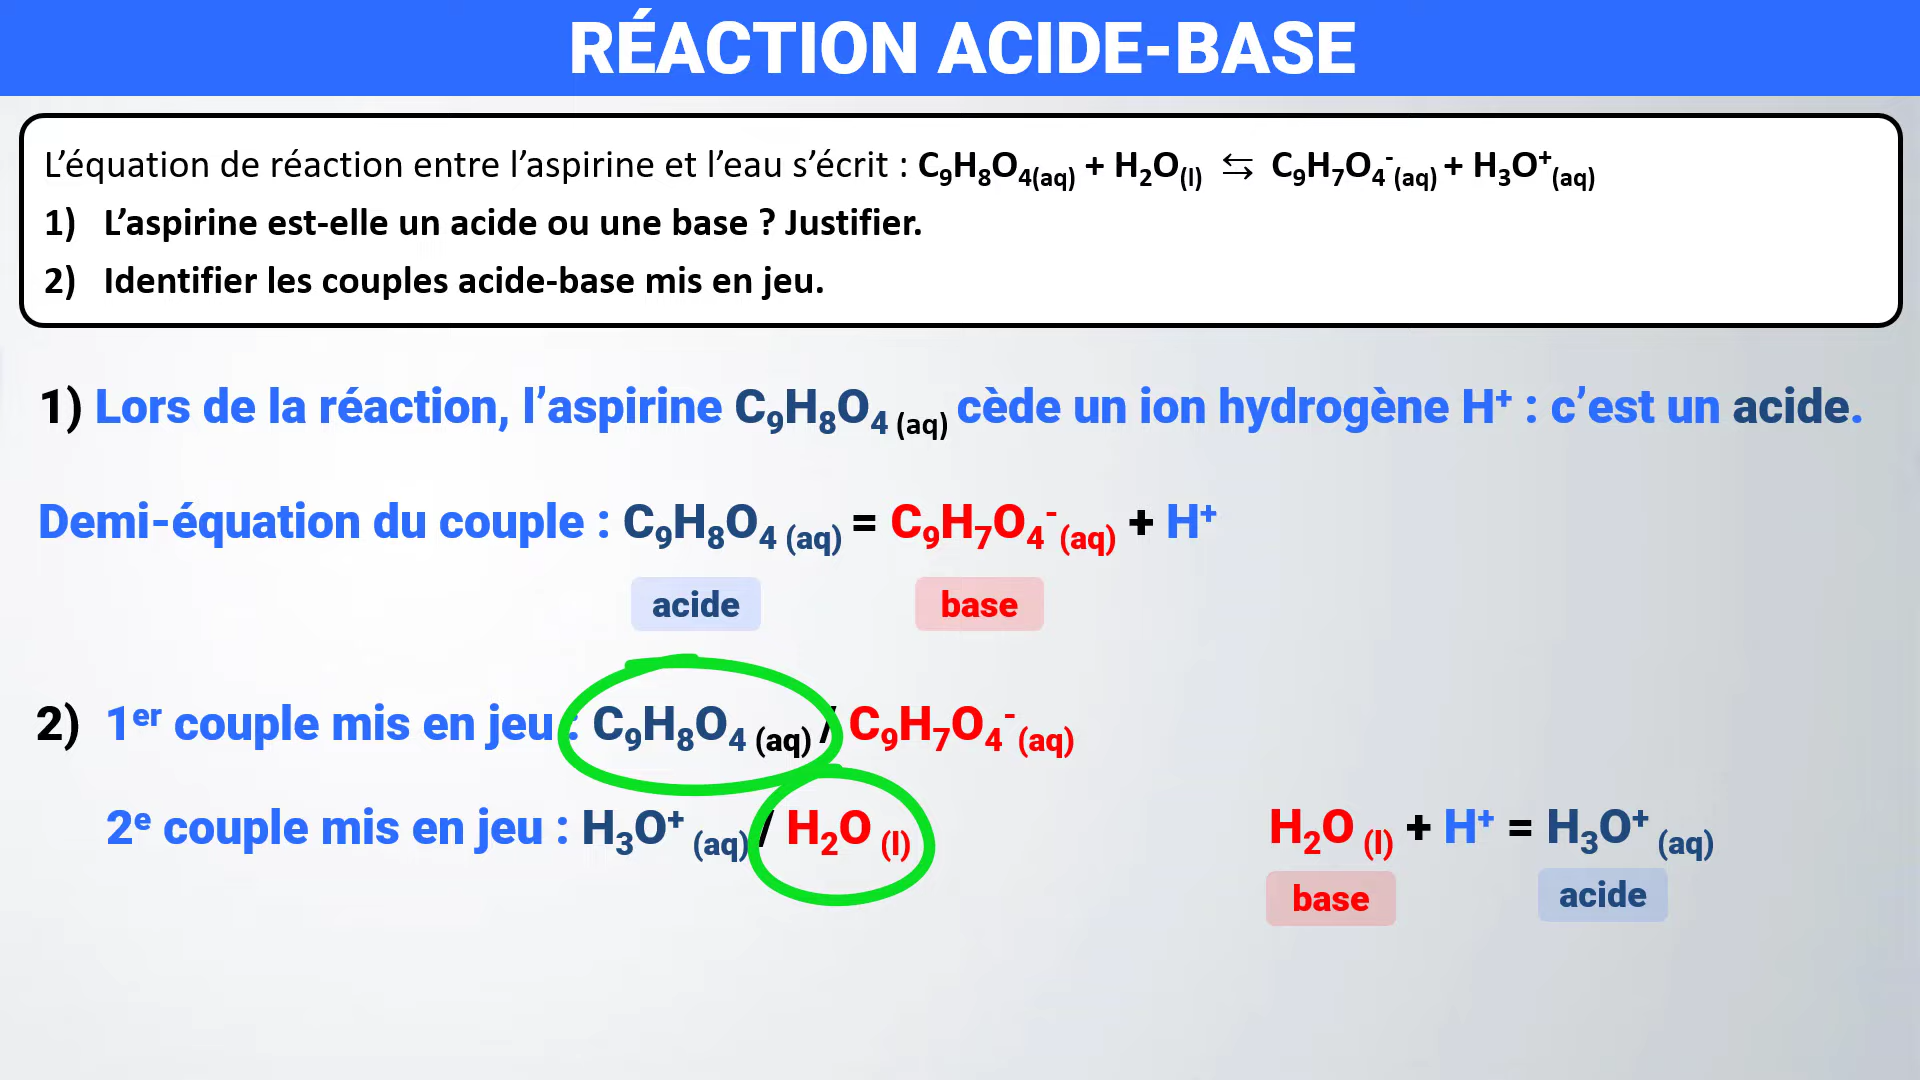 RÉACTION ACIDE-BASE
L’équation de réaction entre l’aspirine et l’eau s’écrit : C₉H₈O₄(aq) + H₂O(l) ⇆ C₉H₇O₄⁻(aq) + H₃O⁺(aq)
1) L’aspirine est-elle un acide ou une base ? Justifier.
2) Identifier les couples acide-base mis en jeu.
1) Lors de la réaction, l’aspirine C₉H₈O₄ (aq) cède un ion hydrogène H⁺ : c’est un acide.
Demi-équation du couple : C₉H₈O₄ (aq) = C₉H₇O₄⁻(aq) + H⁺
acide base
2) 1er couple mis en jeu : C₉H₈O₄ (aq) / C₉H₇O₄⁻(aq)
2e couple mis en jeu : H₃O⁺ (aq) / H₂O (l)
H₂O (l) + H⁺ = H₃O⁺ (aq)
base acide